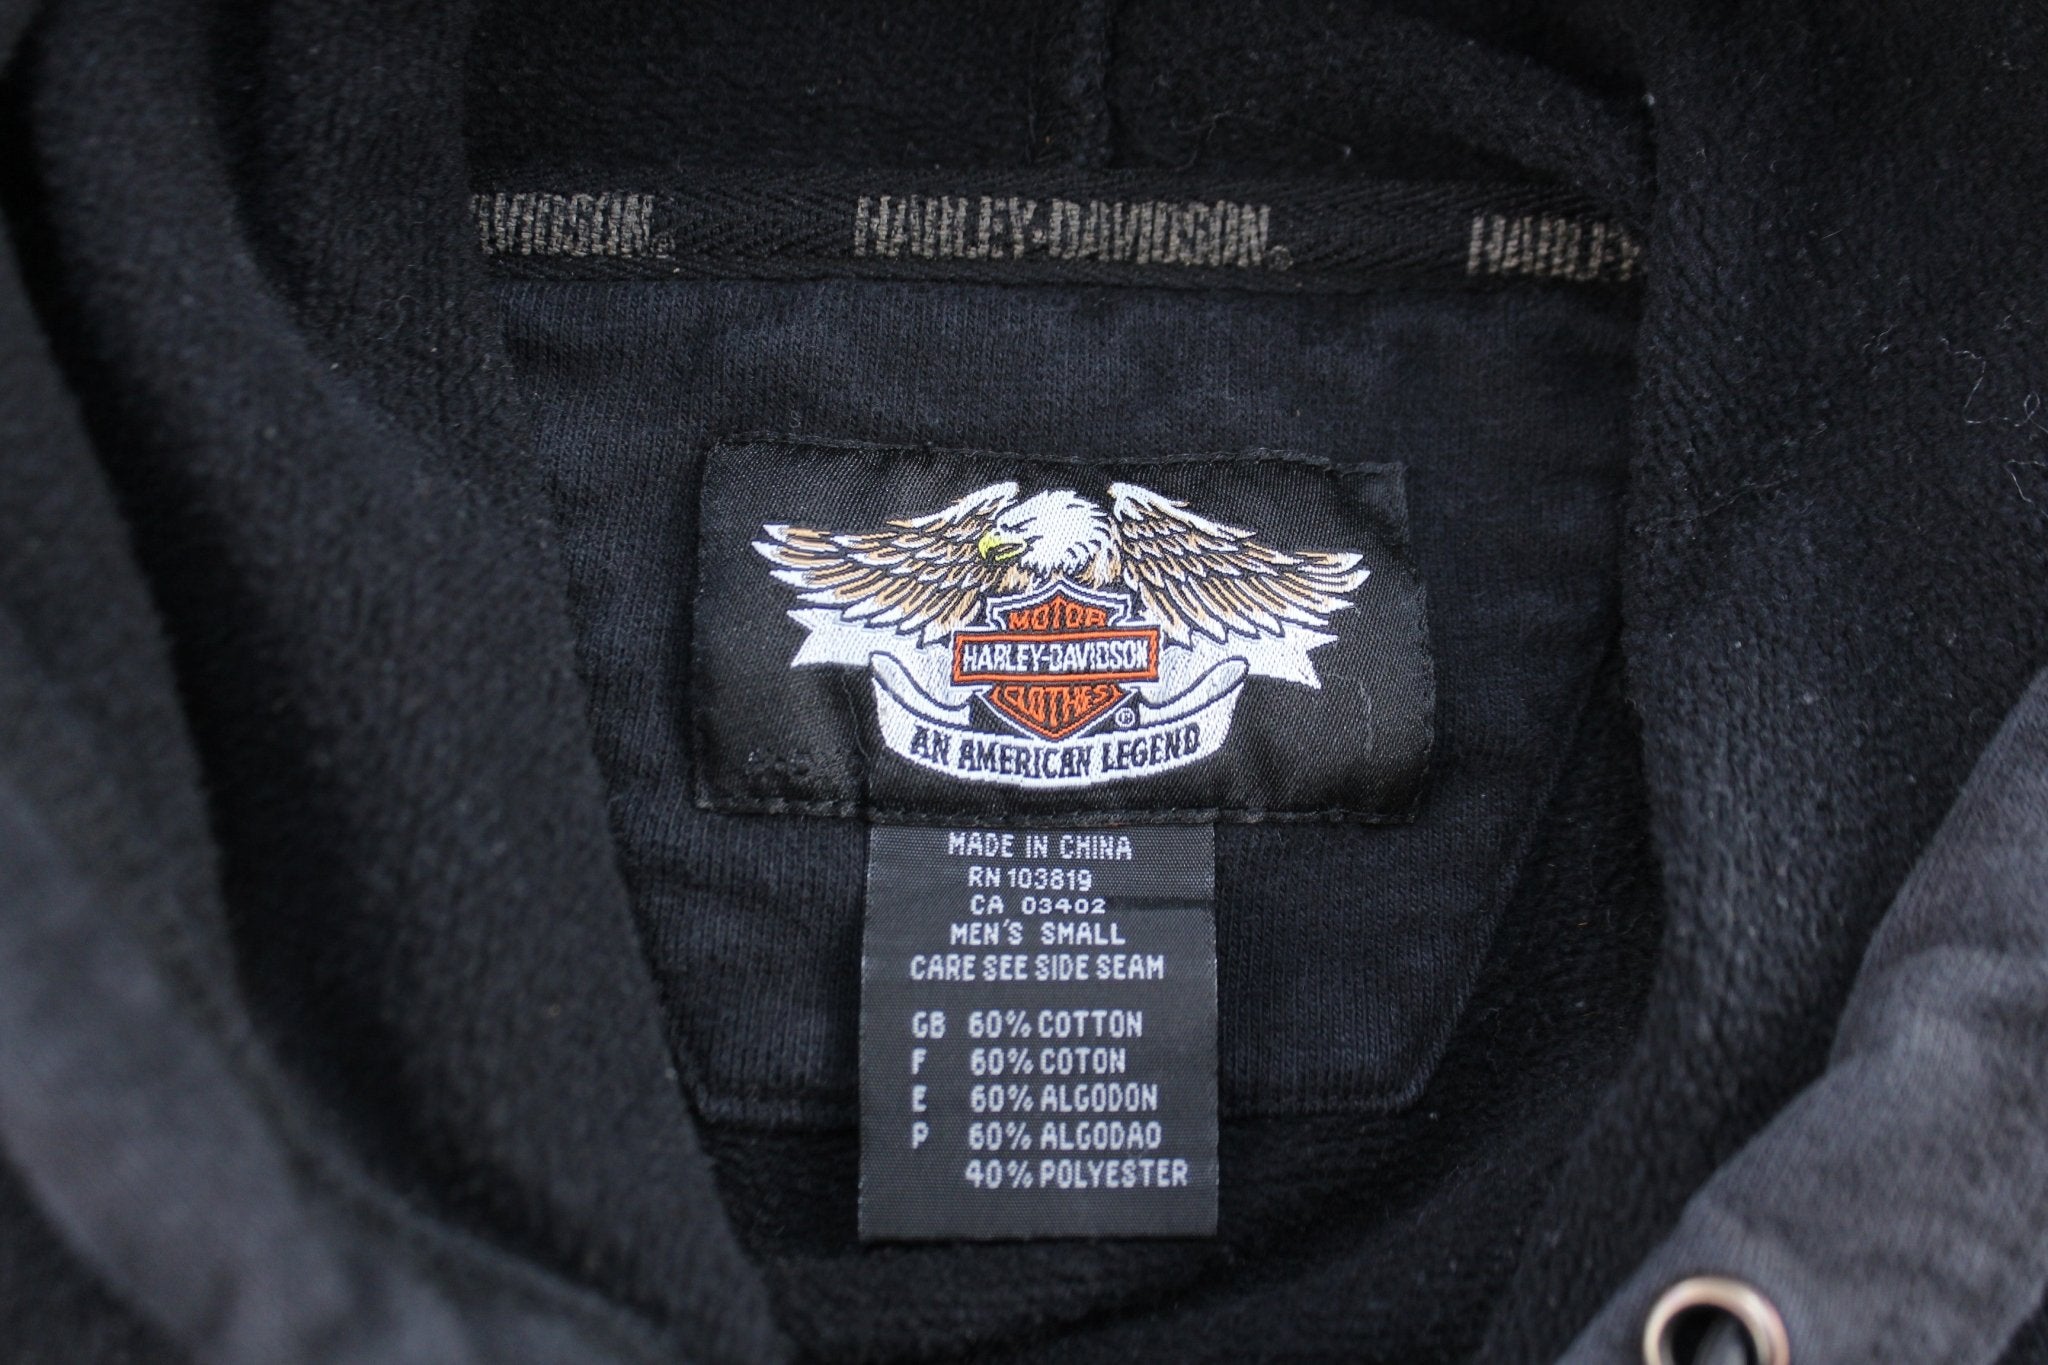 AVIDSON®
HARLEY-DAVIDSON®
HARLEY
MOTOR
HARLEY-DAVIDSON
CLOTHES
®
AN AMERICAN LEGEND
MADE IN CHINA
RN 103819
CA 03402
MEN'S SMALL
CARE SEE SIDE SEAM
GB 60% COTTON
F 60% COTON
E 60% ALGODON
P 60% ALGODAO
40% POLYESTER